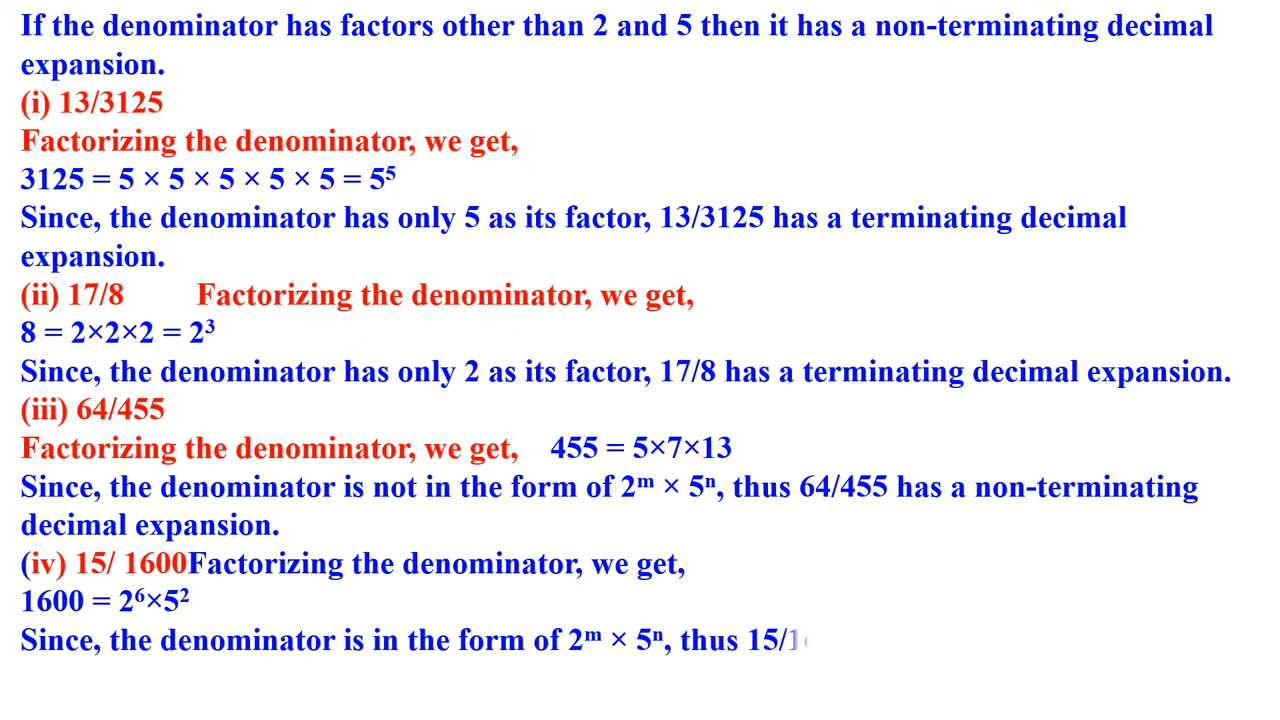 If the denominator has factors other than 2 and 5 then it has a non-terminating decimal
expansion.
(i) 13/3125
Factorizing the denominator, we get,
3125 = 5 × 5 × 5 × 5 × 5 = 5⁵
Since, the denominator has only 5 as its factor, 13/3125 has a terminating decimal
expansion.
(ii) 17/8 Factorizing the denominator, we get,
8 = 2×2×2 = 2³
Since, the denominator has only 2 as its factor, 17/8 has a terminating decimal expansion.
(iii) 64/455
Factorizing the denominator, we get, 455 = 5×7×13
Since, the denominator is not in the form of 2ᵐ × 5ⁿ, thus 64/455 has a non-terminating
decimal expansion.
(iv) 15/ 1600Factorizing the denominator, we get,
1600 = 2⁶×5²
Since, the denominator is in the form of 2ᵐ × 5ⁿ, thus 15/1